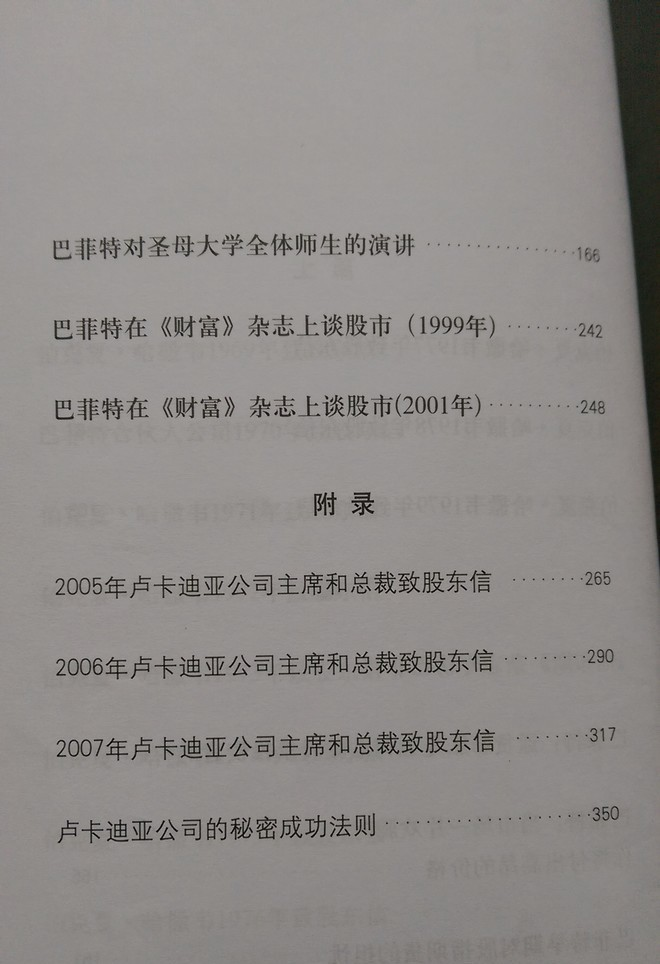 巴菲特对圣母大学全体师生的演讲 ················166
巴菲特在《财富》杂志上谈股市（1999年）········242
巴菲特在《财富》杂志上谈股市(2001年)··········248
附 录
2005年卢卡迪亚公司主席和总裁致股东信 ········265
2006年卢卡迪亚公司主席和总裁致股东信·········290
2007年卢卡迪亚公司主席和总裁致股东信 ········317
卢卡迪亚公司的秘密成功法则····················350